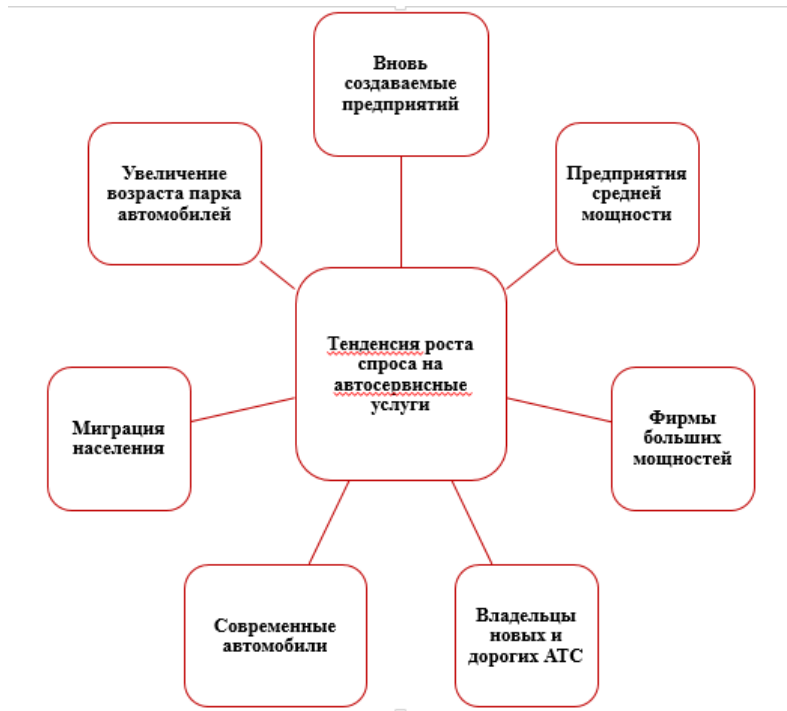 Вновь
создаваемые
предприятий
Увеличение
возраста парка
автомобилей
Предприятия
средней
мощности
Тенденсия роста
спроса на
автосервисные
услуги
Миграция
населения
Фирмы
больших
мощностей
Современные
автомобили
Владельцы
новых и
дорогих АТС